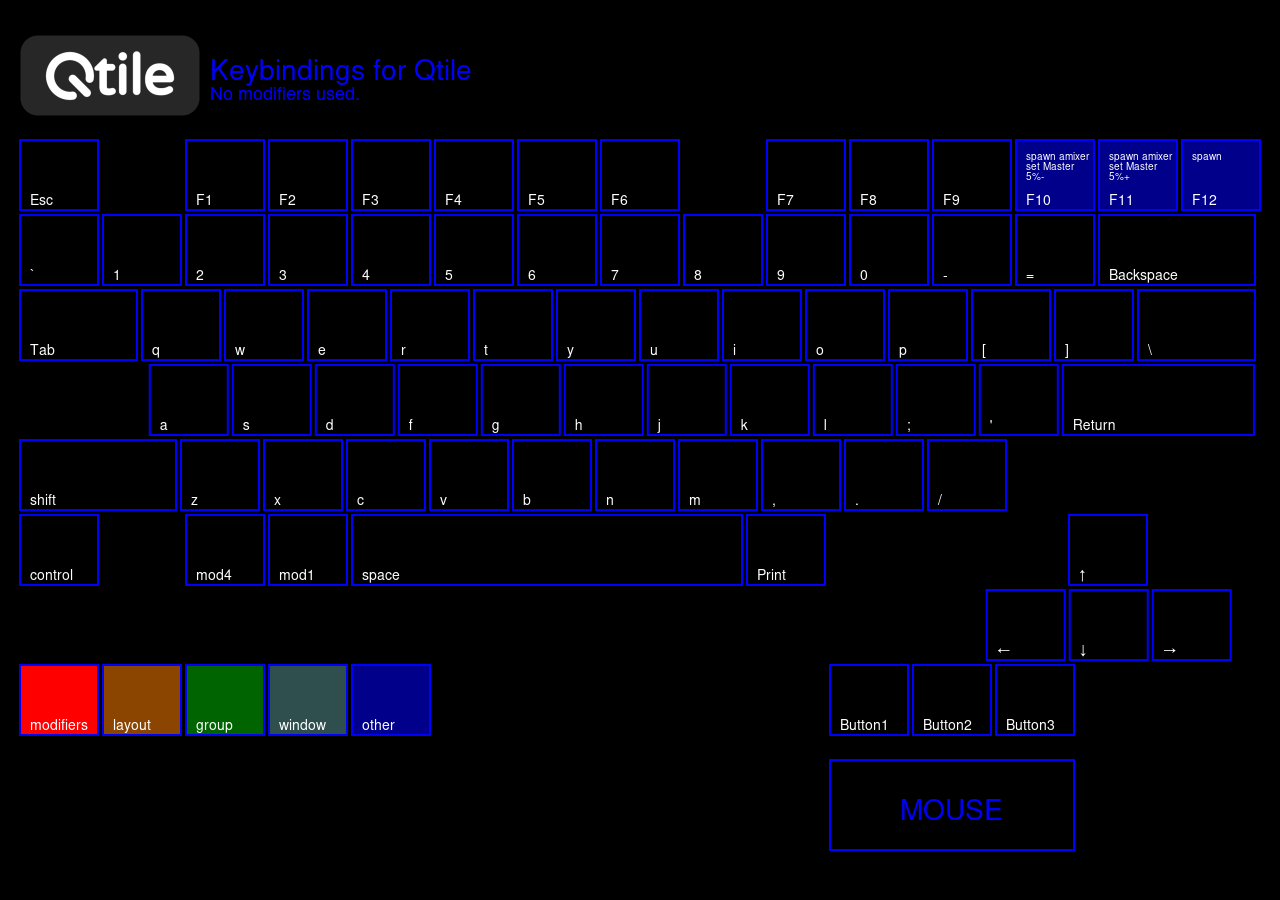 Qtile
Keybindings for Qtile
No modifiers used.
spawn amixer
set Master
5%-
spawn amixer
set Master
5%+
spawn
Esc F1 F2 F3 F4 F5 F6 F7 F8 F9 F10 F11 F12
` 1 2 3 4 5 6 7 8 9 0 - = Backspace
Tab q w e r t y u i o p [ ] \
a s d f g h j k l ; ' Return
shift z x c v b n m , . /
control mod4 mod1 space Print ↑
← ↓ →
modifiers layout group window other Button1 Button2 Button3
MOUSE